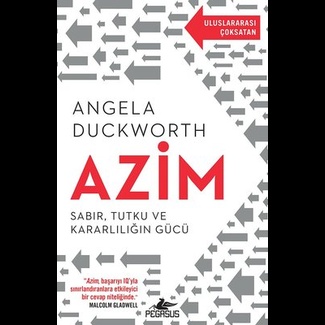 ULUSLARARASI
ÇOKSATAN
ANGELA
DUCKWORTH
AZİM
SABIR, TUTKU VE
KARARLILIĞIN GÜCÜ
"Azim, başarıyı IQ'yla
sınırlandıranlara etkileyici
bir cevap niteliğinde."
MALCOLM GLADWELL
PEGASUS